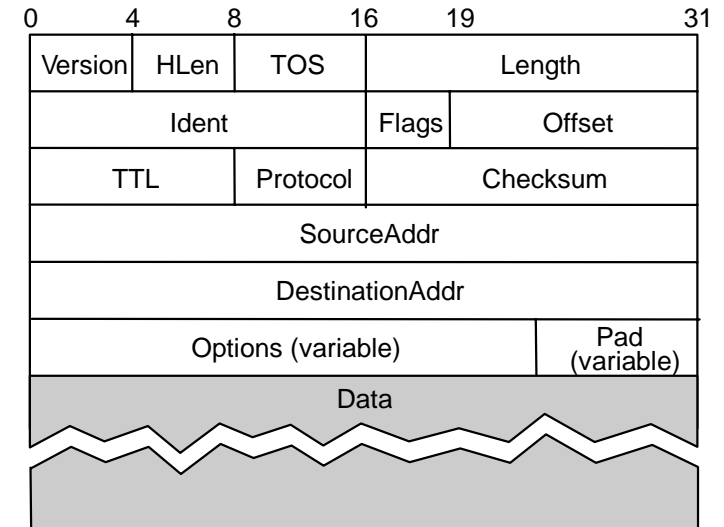 0 4 8 16 19 31
Version HLen TOS Length
Ident Flags Offset
TTL Protocol Checksum
SourceAddr
DestinationAddr
Options (variable) Pad
(variable)
Data